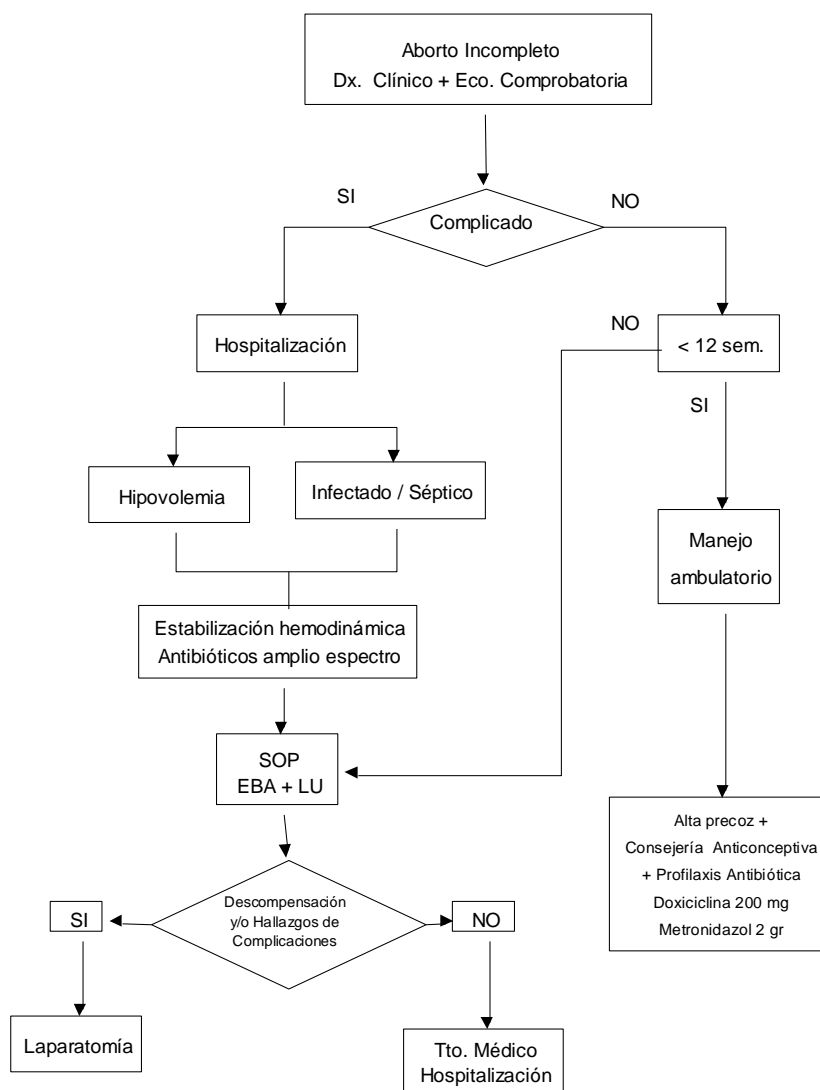 Aborto Incompleto
Dx. Clínico + Eco. Comprobatoria
SI
NO
Complicado
Hospitalización
NO
< 12 sem.
SI
Hipovolemia
Infectado / Séptico
Manejo
ambulatorio
Estabilización hemodinámica
Antibióticos amplio espectro
SOP
EBA + LU
Alta precoz +
Consejería Anticonceptiva
+ Profilaxis Antibiótica
Doxiciclina 200 mg
Metronidazol 2 gr
Descompensación
y/o Hallazgos de
Complicaciones
SI
NO
Laparatomía
Tto. Médico
Hospitalización